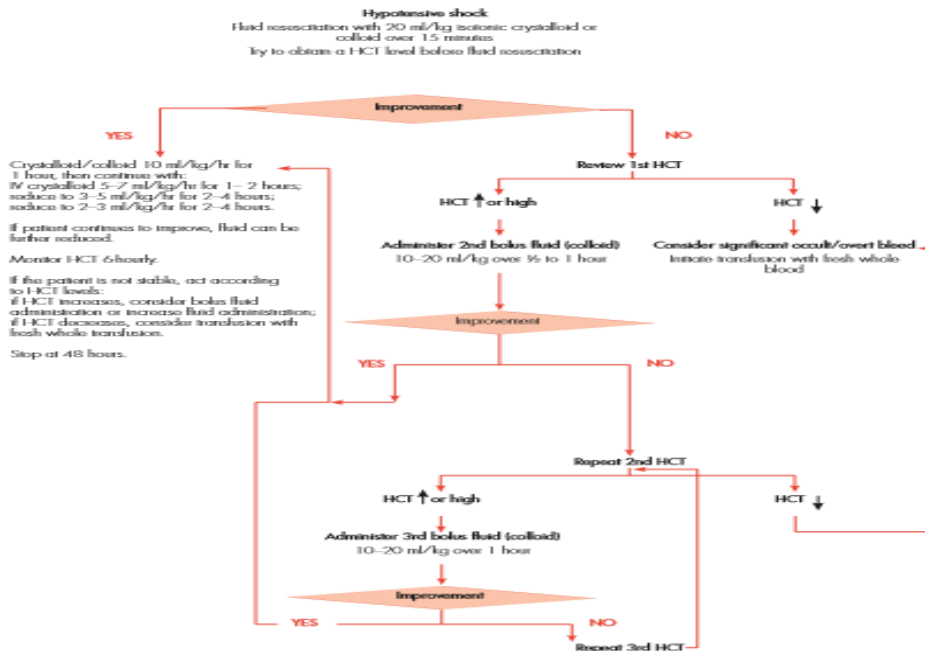 Hypotensive shock
Fluid resuscitation with 20 ml/kg isotonic crystalloid or
colloid over 15 minutes
Try to obtain a HCT level before fluid resuscitation
Improvement
YES
NO
Crystalloid/colloid 10 ml/kg/hr for
1 hour, then continue with:
IV crystalloid 5–7 ml/kg/hr for 1– 2 hours;
reduce to 3–5 ml/kg/hr for 2–4 hours;
reduce to 2–3 ml/kg/hr for 2–4 hours.
If patient continues to improve, fluid can be
further reduced.
Monitor HCT 6-hourly.
If the patient is not stable, act according
to HCT levels:
if HCT increases, consider bolus fluid
administration or increase fluid administration;
if HCT decreases, consider transfusion with
fresh whole transfusion.
Stop at 48 hours.
Review 1st HCT
HCT ↑ or high
HCT ↓
Administer 2nd bolus fluid (colloid)
10–20 ml/kg over ½ to 1 hour
Consider significant occult/overt bleed
Initiate transfusion with fresh whole
blood
Improvement
YES
NO
Repeat 2nd HCT
HCT ↑ or high
HCT ↓
Administer 3rd bolus fluid (colloid)
10–20 ml/kg over 1 hour
Improvement
YES
NO
Repeat 3rd HCT